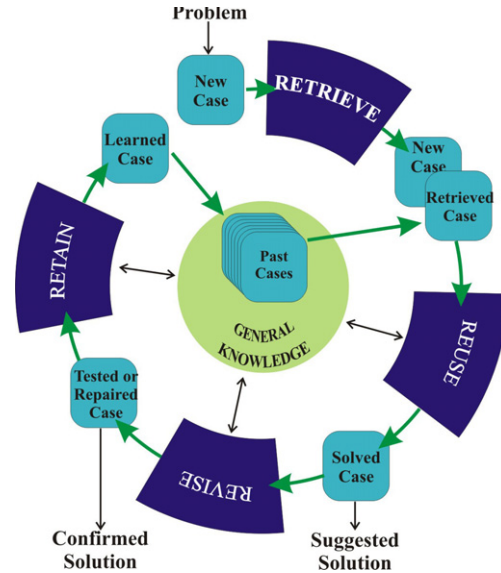 Problem
New
Case
RETRIEVE
New
Case
Retrieved
Case
Learned
Case
Past
Cases
GENERAL
KNOWLEDGE
RETAIN
REUSE
Tested or
Repaired
Case
REVISE
Solved
Case
Confirmed
Solution
Suggested
Solution